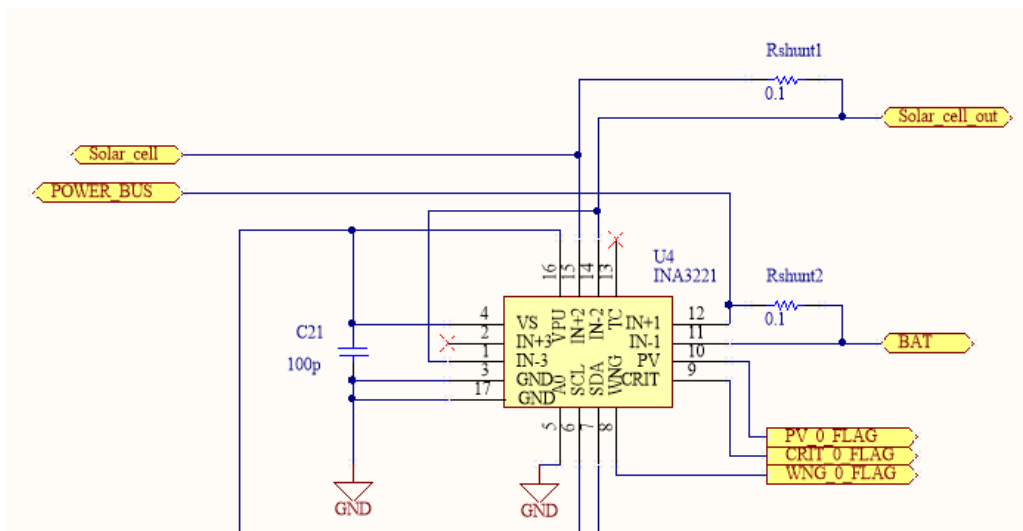 Rshunt1
0.1
Solar_cell_out
Solar_cell
POWER_BUS
U4
INA3221
16
15
14
13
VPU
IN+2
IN-2
TC
Rshunt2
0.1
4
VS
IN+1
12
2
IN+3
IN-1
11
BAT
1
IN-3
PV
10
3
GND
CRIT
9
17
GND
A0
SCL
SDA
WNG
C21
100p
5
6
7
8
PV_0_FLAG
CRIT_0_FLAG
WNG_0_FLAG
GND
GND